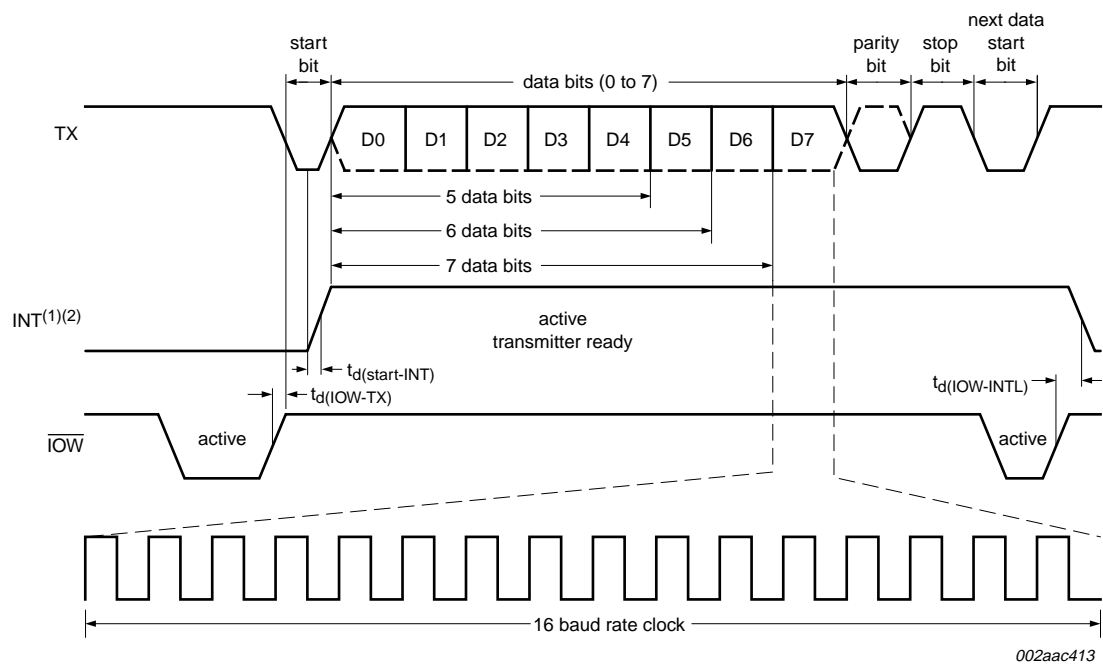 next data
start
bit
start
bit
parity
bit
stop
bit
data bits (0 to 7)
TX
D0 D1 D2 D3 D4 D5 D6 D7
5 data bits
6 data bits
7 data bits
INT(1)(2)
active
transmitter ready
td(start-INT)
td(IOW-TX)
td(IOW-INTL)
IOW
active
active
16 baud rate clock
002aac413